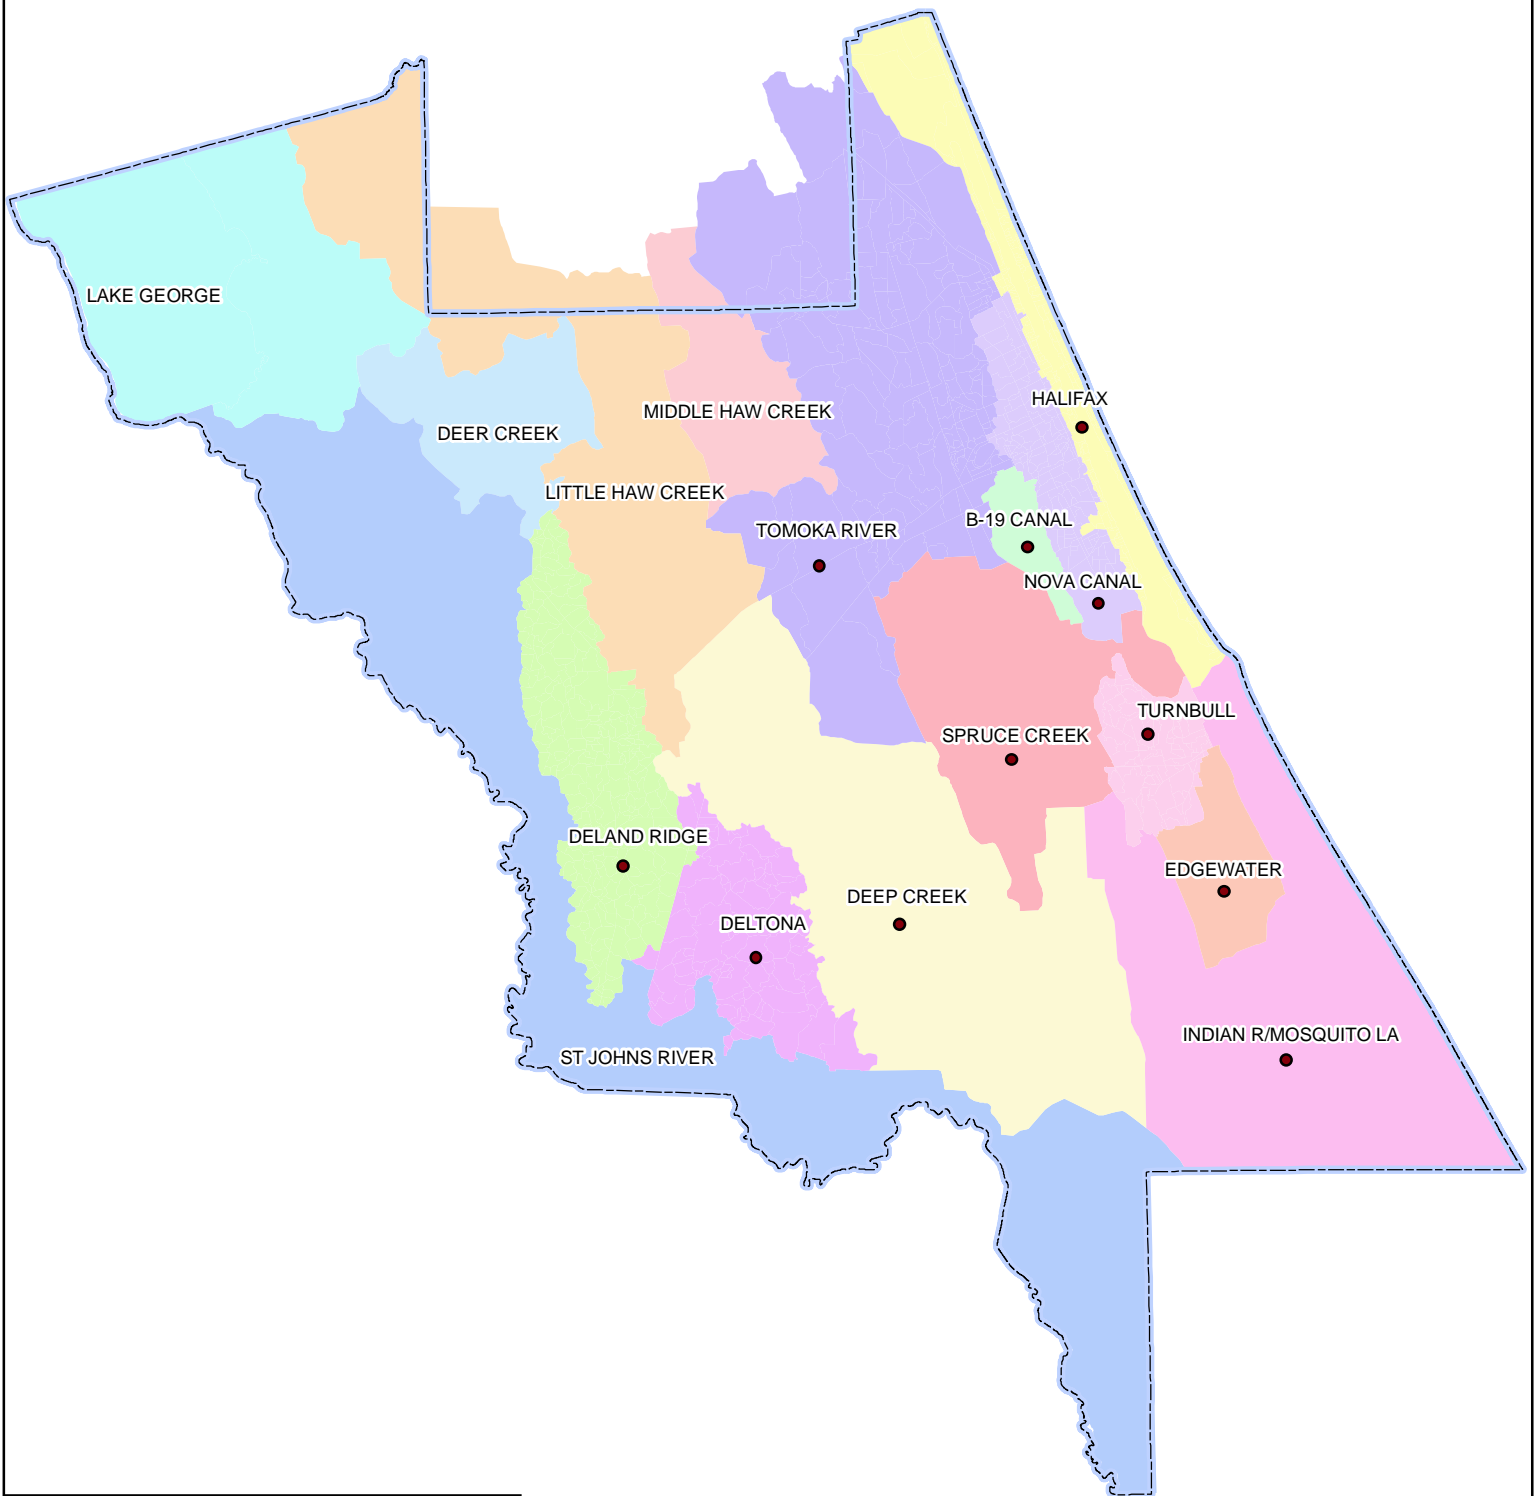 LAKE GEORGE
HALIFAX
MIDDLE HAW CREEK
DEER CREEK
LITTLE HAW CREEK
B-19 CANAL
TOMOKA RIVER
NOVA CANAL
TURNBULL
SPRUCE CREEK
DELAND RIDGE
EDGEWATER
DEEP CREEK
DELTONA
INDIAN R/MOSQUITO LA
ST JOHNS RIVER